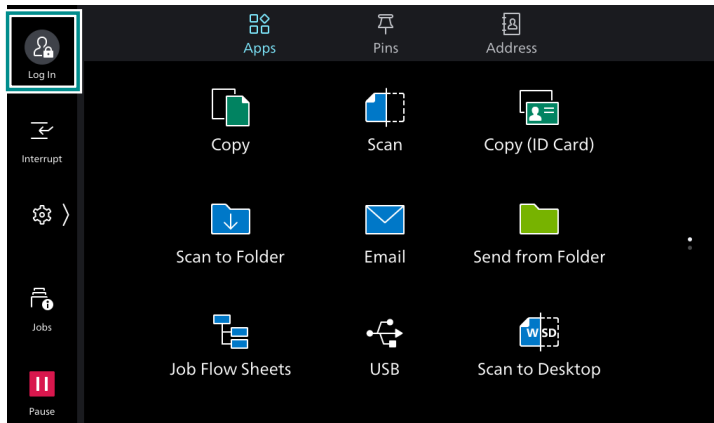 Log In
Interrupt
Jobs
Pause
Apps
Pins
Address
Copy
Scan
Copy (ID Card)
Scan to Folder
Email
Send from Folder
Job Flow Sheets
USB
WSD
Scan to Desktop